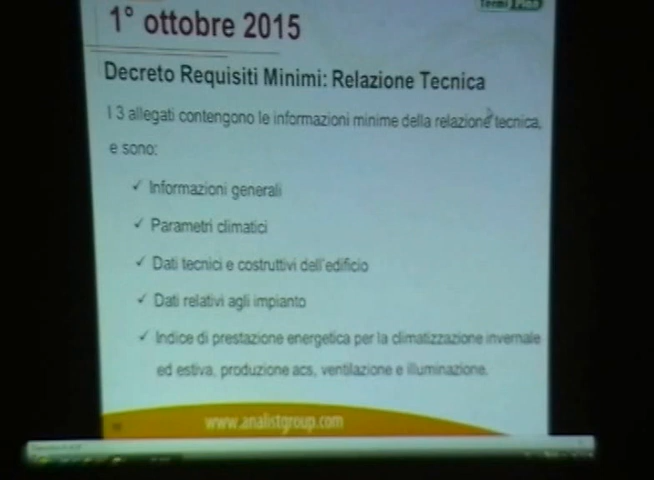 Termi Plan
1° ottobre 2015
Decreto Requisiti Minimi: Relazione Tecnica
I 3 allegati contengono le informazioni minime della relazione tecnica,
e sono:
✓ Informazioni generali
✓ Parametri climatici
✓ Dati tecnici e costruttivi dell'edificio
✓ Dati relativi agli impianto
✓ Indice di prestazione energetica per la climatizzazione invernale
ed estiva, produzione acs, ventilazione e illuminazione.
www.analistgroup.com